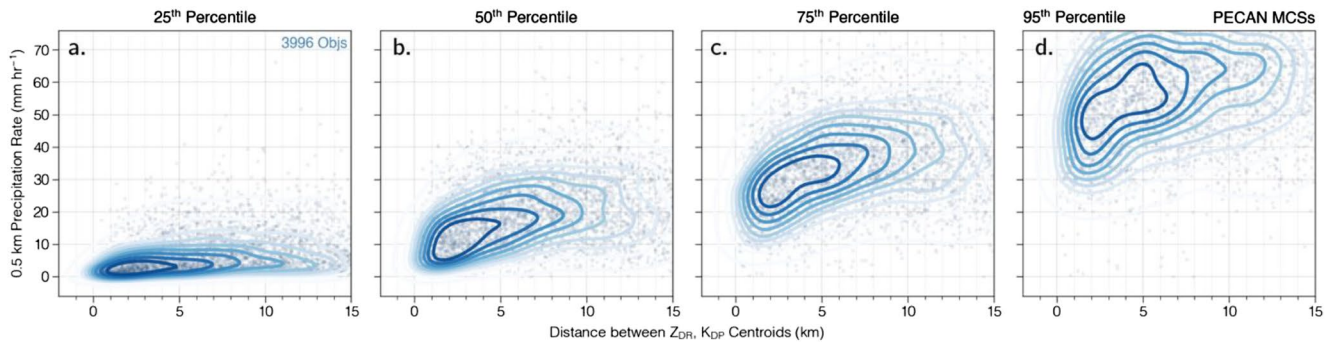 25th Percentile
50th Percentile
75th Percentile
95th Percentile
PECAN MCSs
a.
3996 Objs
b.
c.
d.
0.5 km Precipitation Rate (mm hr⁻¹)
70
60
50
40
30
20
10
0
0 5 10 15
0 5 10 15
0 5 10 15
0 5 10 15
Distance between ZDR, KDP Centroids (km)